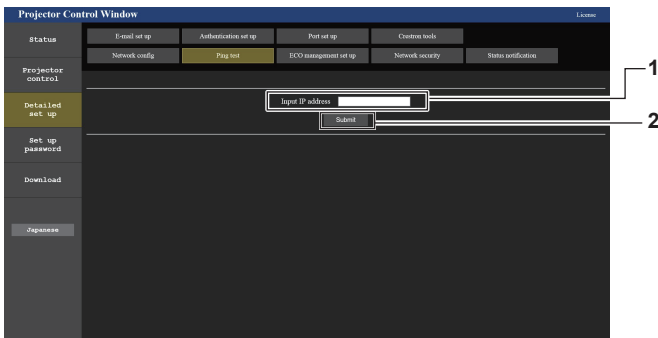 Projector Control Window
License
Status
E-mail set up
Authentication set up
Port set up
Crestron tools
Network config
Ping test
ECO management set up
Network security
Status notification
Projector
control
1
Input IP address
Detailed
set up
Submit
2
Set up
password
Download
Japanese